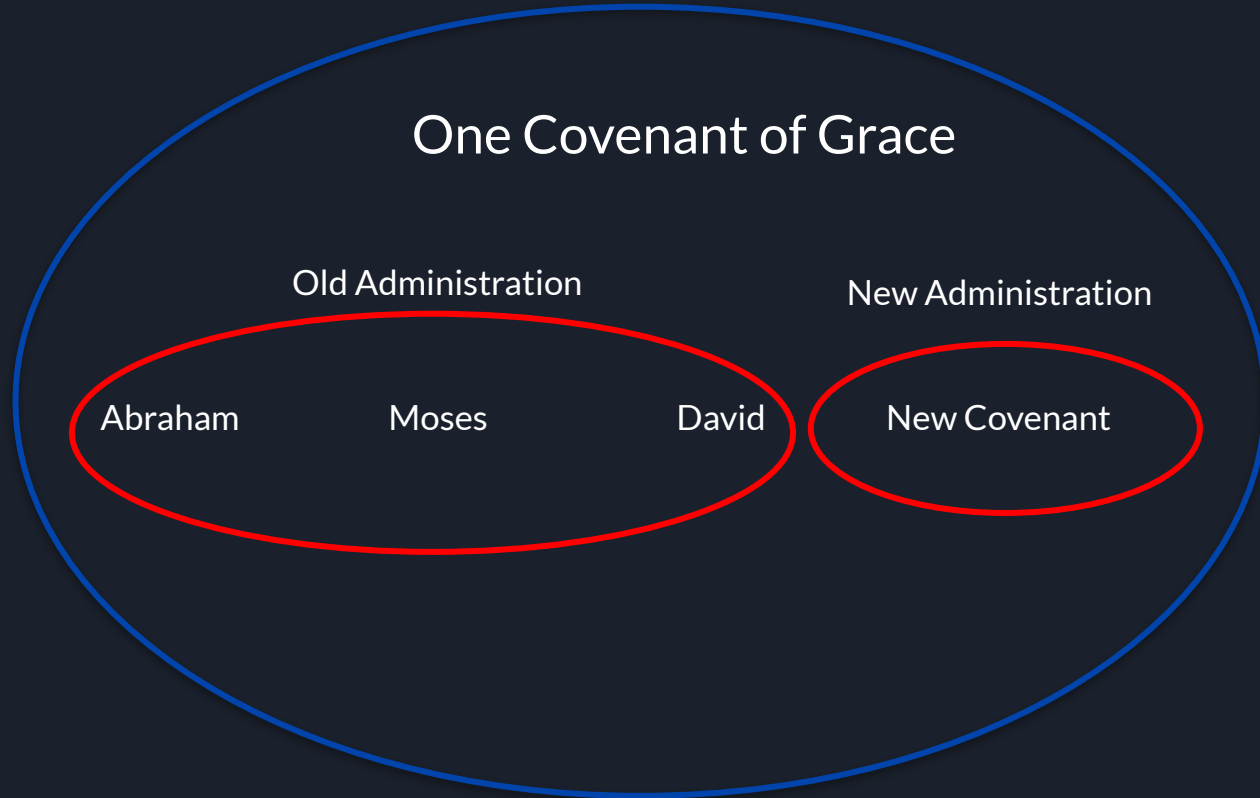 One Covenant of Grace
Old Administration
New Administration
Abraham Moses David New Covenant